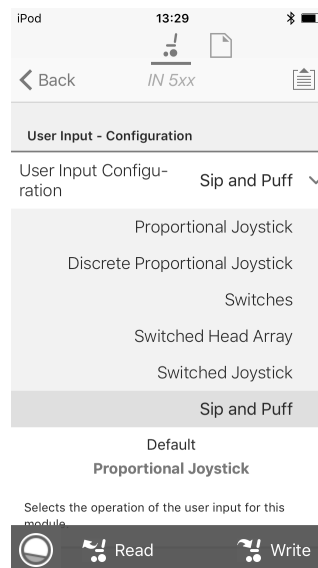 iPod 13:29
Back IN 5xx
User Input - Configuration
User Input Configu-
ration
Sip and Puff
Proportional Joystick
Discrete Proportional Joystick
Switches
Switched Head Array
Switched Joystick
Sip and Puff
Default
Proportional Joystick
Selects the operation of the user input for this
module
Read Write